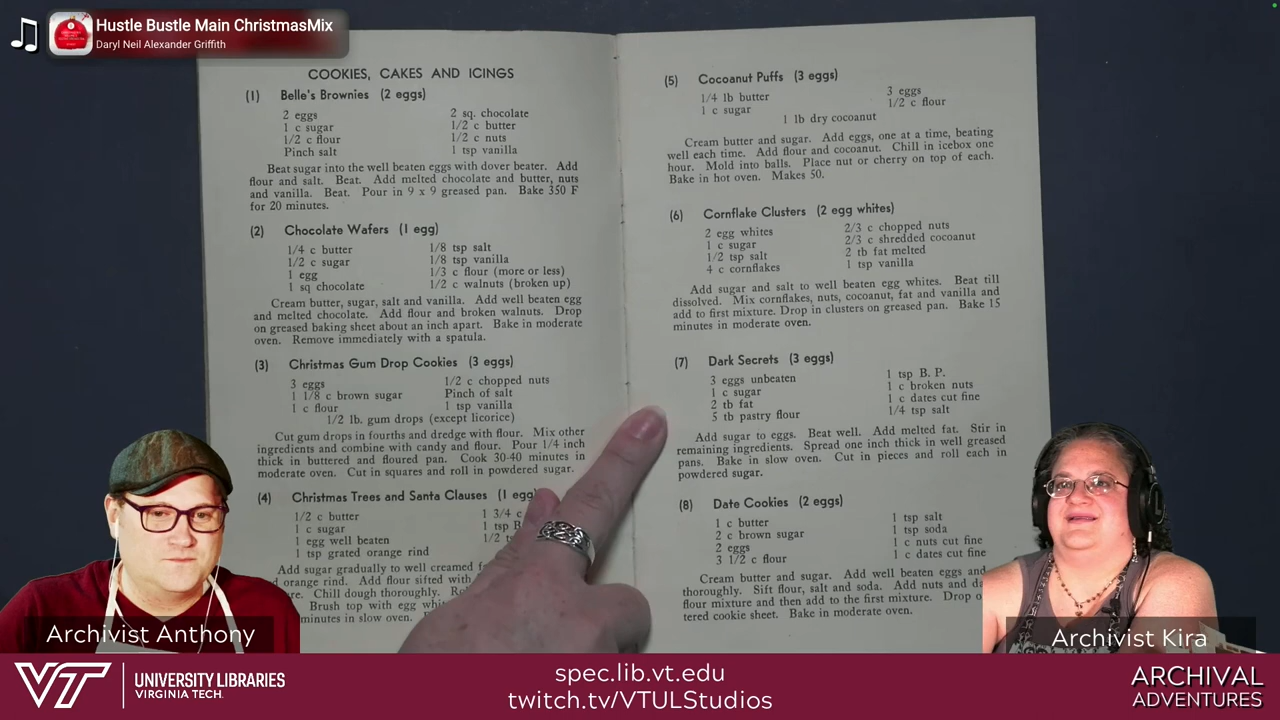 Hustle Bustle Main ChristmasMix
Daryl Neil Alexander Griffith
COOKIES, CAKES AND ICINGS
(1) Belle's Brownies (2 eggs)
2 eggs 2 sq. chocolate
1 c sugar 1/2 c butter
1/2 c flour 1/2 c nuts
Pinch salt 1 tsp vanilla
Beat sugar into the well beaten eggs with dover beater. Add
flour and salt. Beat. Add melted chocolate and butter, nuts
and vanilla. Beat. Pour in 9 x 9 greased pan. Bake 350 F
for 20 minutes.
(2) Chocolate Wafers (1 egg)
1/4 c butter 1/8 tsp salt
1/2 c sugar 1/8 tsp vanilla
1 egg 1/3 c flour (more or less)
1 sq chocolate 1/2 c walnuts (broken up)
Cream butter, sugar, salt and vanilla. Add well beaten egg
and melted chocolate. Add flour and broken walnuts. Drop
on greased baking sheet about an inch apart. Bake in moderate
oven. Remove immediately with a spatula.
(3) Christmas Gum Drop Cookies (3 eggs)
3 eggs 1/2 c chopped nuts
1 1/8 c brown sugar Pinch of salt
1 c flour 1 tsp vanilla
1/2 lb. gum drops (except licorice)
Cut gum drops in fourths and dredge with flour. Mix other
ingredients and combine with candy and flour. Pour 1/4 inch
thick in buttered and floured pan. Cook 30-40 minutes in
moderate oven. Cut in squares and roll in powdered sugar.
(4) Christmas Trees and Santa Clauses (1 egg)
1/2 c butter 1 3/4 c
1 c sugar 1 tsp B
1 egg well beaten 1/2 ts
1 tsp grated orange rind
Add sugar gradually to well creamed
orange rind. Add flour sifted with
Chill dough thoroughly.
Brush top with egg
minutes in slow oven.
(5) Cocoanut Puffs (3 eggs)
1/4 lb butter 3 eggs
1 c sugar 1/2 c flour
1 lb dry cocoanut
Cream butter and sugar. Add eggs, one at a time, beating
well each time. Add flour and cocoanut. Chill in icebox one
hour. Mold into balls. Place nut or cherry on top of each.
Bake in hot oven. Makes 50.
(6) Cornflake Clusters (2 egg whites)
2 egg whites 2/3 c chopped nuts
1 c sugar 2/3 c shredded cocoanut
1/2 tsp salt 2 tb fat melted
4 c cornflakes 1 tsp vanilla
Add sugar and salt to well beaten egg whites. Beat till
dissolved. Mix cornflakes, nuts, cocoanut, fat and vanilla and
add to first mixture. Drop in clusters on greased pan. Bake 15
minutes in moderate oven.
(7) Dark Secrets (3 eggs)
3 eggs unbeaten 1 tsp B. P.
1 c sugar 1 c broken nuts
2 tb fat 1 c dates cut fine
5 tb pastry flour 1/4 tsp salt
Add sugar to eggs. Beat well. Add melted fat. Stir in
remaining ingredients. Spread one inch thick in well greased
pans. Bake in slow oven. Cut in pieces and roll each in
powdered sugar.
(8) Date Cookies (2 eggs)
1 c butter 1 tsp salt
2 c brown sugar 1 tsp soda
2 eggs 1 c nuts cut fine
3 1/2 c flour 1 c dates cut fine
Cream butter and sugar. Add well beaten eggs and
thoroughly. Sift flour, salt and soda. Add nuts and da
flour mixture and then add to the first mixture. Drop o
tered cookie sheet. Bake in moderate oven.
Archivist Anthony
Archivist Kira
VT UNIVERSITY LIBRARIES
VIRGINIA TECH.
spec.lib.vt.edu
twitch.tv/VTULStudios
ARCHIVAL
ADVENTURES